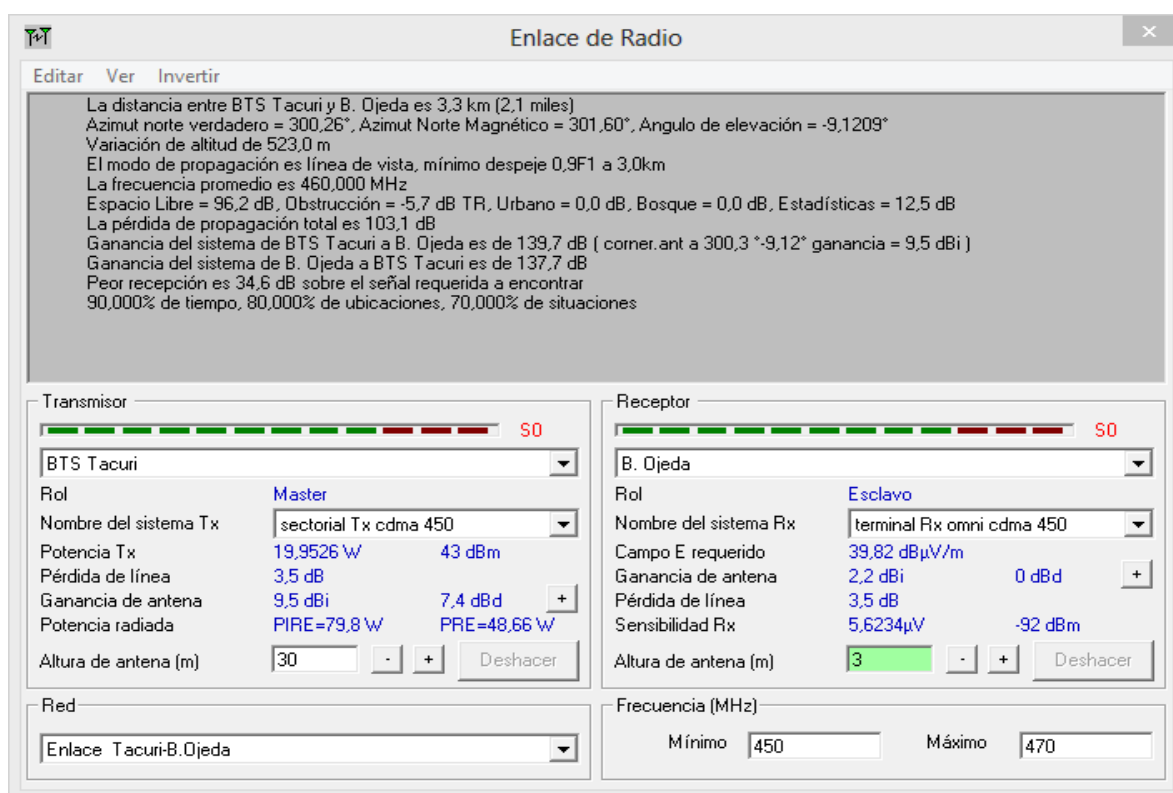 Enlace de Radio
Editar Ver Invertir
La distancia entre BTS Tacuri y B. Ojeda es 3,3 km (2,1 miles)
Azimut norte verdadero = 300,26°, Azimut Norte Magnético = 301,60°, Angulo de elevación = -9,1209°
Variación de altitud de 523,0 m
El modo de propagación es línea de vista, mínimo despeje 0,9F1 a 3,0km
La frecuencia promedio es 460,000 MHz
Espacio Libre = 96,2 dB, Obstrucción = -5,7 dB TR, Urbano = 0,0 dB, Bosque = 0,0 dB, Estadísticas = 12,5 dB
La pérdida de propagación total es 103,1 dB
Ganancia del sistema de BTS Tacuri a B. Ojeda es de 139,7 dB ( corner.ant a 300,3 °-9,12° ganancia = 9,5 dBi )
Ganancia del sistema de B. Ojeda a BTS Tacuri es de 137,7 dB
Peor recepción es 34,6 dB sobre el señal requerida a encontrar
90,000% de tiempo, 80,000% de ubicaciones, 70,000% de situaciones
Transmisor
S0
BTS Tacuri
Rol Master
Nombre del sistema Tx sectorial Tx cdma 450
Potencia Tx 19,9526 W 43 dBm
Pérdida de línea 3,5 dB
Ganancia de antena 9,5 dBi 7,4 dBd +
Potencia radiada PIRE=79,8 W PRE=48,66 W
Altura de antena (m) 30 - + Deshacer
Receptor
S0
B. Ojeda
Rol Esclavo
Nombre del sistema Rx terminal Rx omni cdma 450
Campo E requerido 39,82 dBµV/m
Ganancia de antena 2,2 dBi 0 dBd +
Pérdida de línea 3,5 dB
Sensibilidad Rx 5,6234µV -92 dBm
Altura de antena (m) 3 - + Deshacer
Red
Enlace Tacuri-B.Ojeda
Frecuencia (MHz)
Mínimo 450 Máximo 470